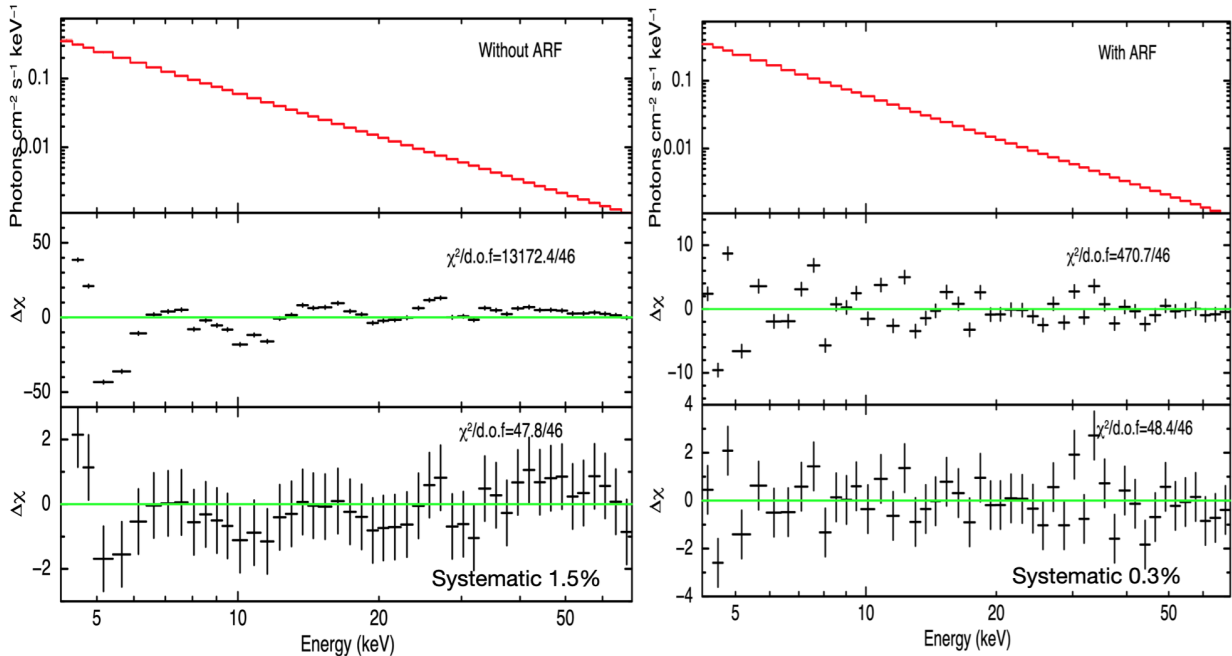 Photons cm⁻² s⁻¹ keV⁻¹
0.1
0.01
Without ARF
Δχ
50
0
−50
χ²/d.o.f=13172.4/46
Δχ
2
0
−2
χ²/d.o.f=47.8/46
Systematic 1.5%
5
10
20
50
Energy (keV)
Photons cm⁻² s⁻¹ keV⁻¹
0.1
0.01
With ARF
Δχ
10
0
−10
χ²/d.o.f=470.7/46
Δχ
4
2
0
−2
−4
χ²/d.o.f=48.4/46
Systematic 0.3%
5
10
20
50
Energy (keV)